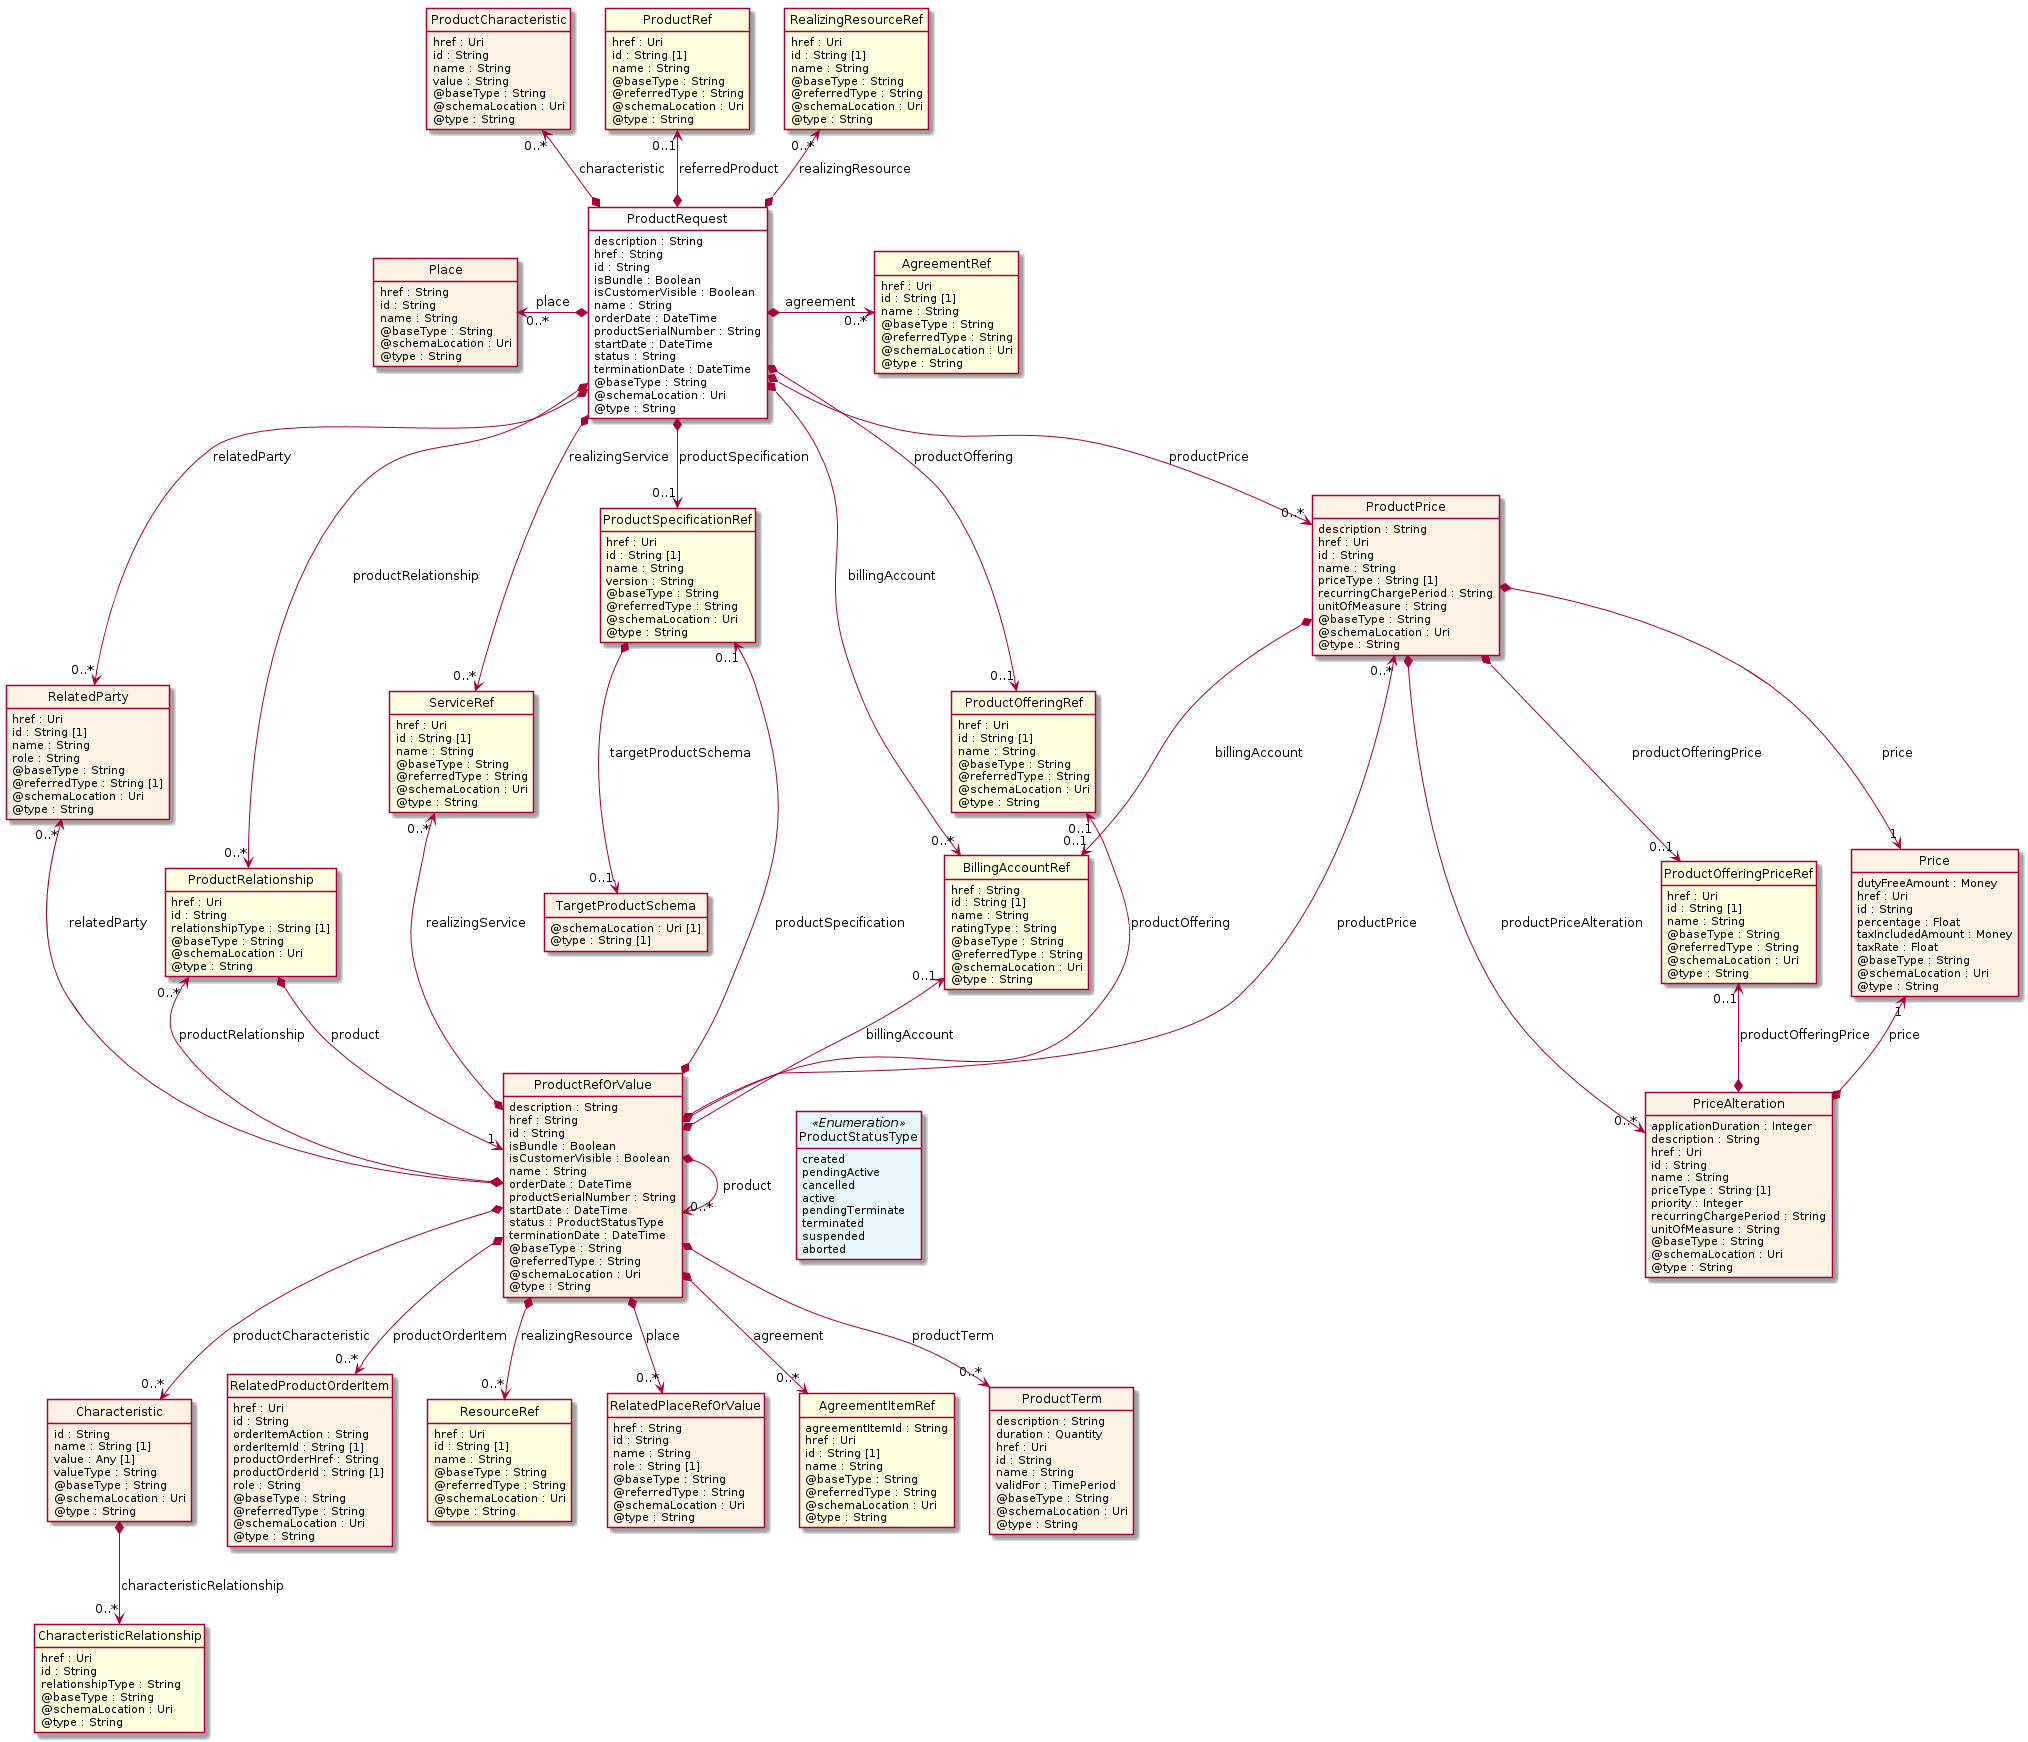 ProductCharacteristic
href : Uri
id : String
name : String
value : String
@baseType : String
@schemaLocation : Uri
@type : String
ProductRef
href : Uri
id : String [1]
name : String
@baseType : String
@referredType : String
@schemaLocation : Uri
@type : String
RealizingResourceRef
href : Uri
id : String [1]
name : String
@baseType : String
@referredType : String
@schemaLocation : Uri
@type : String
0..*
0..1
0..*
characteristic
referredProduct
realizingResource
ProductRequest
description : String
href : String
id : String
isBundle : Boolean
isCustomerVisible : Boolean
name : String
orderDate : DateTime
productSerialNumber : String
startDate : DateTime
status : String
terminationDate : DateTime
@baseType : String
@schemaLocation : Uri
@type : String
Place
href : String
id : String
name : String
@baseType : String
@schemaLocation : Uri
@type : String
place
0..*
agreement
0..*
AgreementRef
href : Uri
id : String [1]
name : String
@baseType : String
@referredType : String
@schemaLocation : Uri
@type : String
relatedParty
realizingService
productSpecification
productOffering
productPrice
0..1
0..*
ProductSpecificationRef
href : Uri
id : String [1]
name : String
version : String
@baseType : String
@referredType : String
@schemaLocation : Uri
@type : String
ProductPrice
description : String
href : Uri
id : String
name : String
priceType : String [1]
recurringChargePeriod : String
unitOfMeasure : String
@baseType : String
@schemaLocation : Uri
@type : String
productRelationship
billingAccount
0..*
0..*
0..1
0..1
0..*
RelatedParty
href : Uri
id : String [1]
name : String
role : String
@baseType : String
@referredType : String [1]
@schemaLocation : Uri
@type : String
ServiceRef
href : Uri
id : String [1]
name : String
@baseType : String
@referredType : String
@schemaLocation : Uri
@type : String
targetProductSchema
ProductOfferingRef
href : Uri
id : String [1]
name : String
@baseType : String
@referredType : String
@schemaLocation : Uri
@type : String
billingAccount
productOfferingPrice
price
0..*
0..*
0..*
0..1
0..*
0..1
0..1
0..1
1
ProductRelationship
href : Uri
id : String
relationshipType : String [1]
@baseType : String
@schemaLocation : Uri
@type : String
TargetProductSchema
@schemaLocation : Uri [1]
@type : String [1]
BillingAccountRef
href : String
id : String [1]
name : String
ratingType : String
@baseType : String
@referredType : String
@schemaLocation : Uri
@type : String
ProductOfferingPriceRef
href : Uri
id : String [1]
name : String
@baseType : String
@referredType : String
@schemaLocation : Uri
@type : String
Price
dutyFreeAmount : Money
href : Uri
id : String
percentage : Float
taxIncludedAmount : Money
taxRate : Float
@baseType : String
@schemaLocation : Uri
@type : String
relatedParty
realizingService
productSpecification
productOffering
productPrice
productPriceAlteration
0..*
0..1
0..1
1
productRelationship
product
billingAccount
productOfferingPrice
price
1
ProductRefOrValue
description : String
href : String
id : String
isBundle : Boolean
isCustomerVisible : Boolean
name : String
orderDate : DateTime
productSerialNumber : String
startDate : DateTime
status : ProductStatusType
terminationDate : DateTime
@baseType : String
@referredType : String
@schemaLocation : Uri
@type : String
product
0..*
«Enumeration»
ProductStatusType
created
pendingActive
cancelled
active
pendingTerminate
terminated
suspended
aborted
0..*
PriceAlteration
applicationDuration : Integer
description : String
href : Uri
id : String
name : String
priceType : String [1]
priority : Integer
recurringChargePeriod : String
unitOfMeasure : String
@baseType : String
@schemaLocation : Uri
@type : String
productCharacteristic
productOrderItem
realizingResource
place
agreement
productTerm
0..*
0..*
0..*
0..*
0..*
0..*
Characteristic
id : String
name : String [1]
value : Any [1]
valueType : String
@baseType : String
@schemaLocation : Uri
@type : String
RelatedProductOrderItem
href : Uri
id : String
orderItemAction : String
orderItemId : String [1]
productOrderHref : String
productOrderId : String [1]
role : String
@baseType : String
@referredType : String
@schemaLocation : Uri
@type : String
ResourceRef
href : Uri
id : String [1]
name : String
@baseType : String
@referredType : String
@schemaLocation : Uri
@type : String
RelatedPlaceRefOrValue
href : String
id : String
name : String
role : String [1]
@baseType : String
@referredType : String
@schemaLocation : Uri
@type : String
AgreementItemRef
agreementItemId : String
href : Uri
id : String [1]
name : String
@baseType : String
@referredType : String
@schemaLocation : Uri
@type : String
ProductTerm
description : String
duration : Quantity
href : Uri
id : String
name : String
validFor : TimePeriod
@baseType : String
@schemaLocation : Uri
@type : String
characteristicRelationship
0..*
CharacteristicRelationship
href : Uri
id : String
relationshipType : String
@baseType : String
@schemaLocation : Uri
@type : String